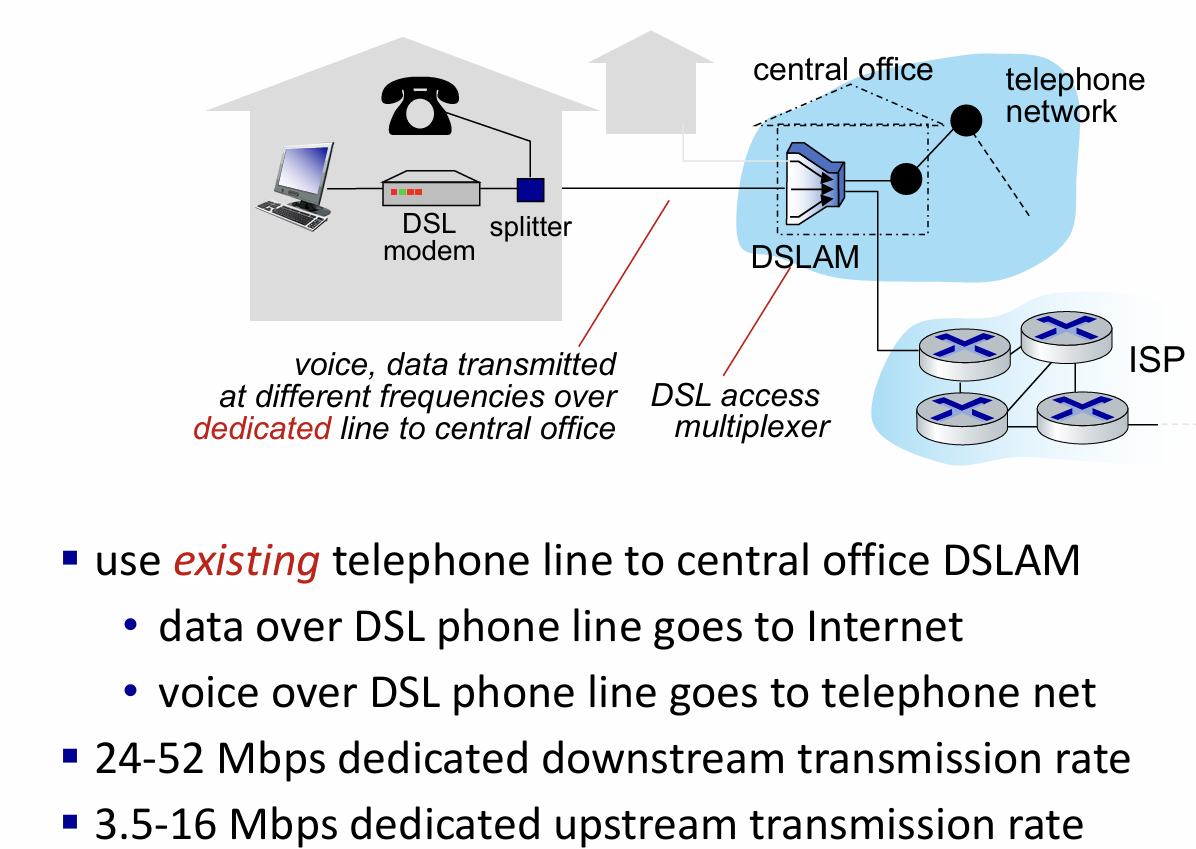 central office
telephone
network
DSL
modem
splitter
DSLAM
voice, data transmitted
at different frequencies over
dedicated line to central office
DSL access
multiplexer
ISP
▪ use existing telephone line to central office DSLAM
• data over DSL phone line goes to Internet
• voice over DSL phone line goes to telephone net
▪ 24-52 Mbps dedicated downstream transmission rate
▪ 3.5-16 Mbps dedicated upstream transmission rate